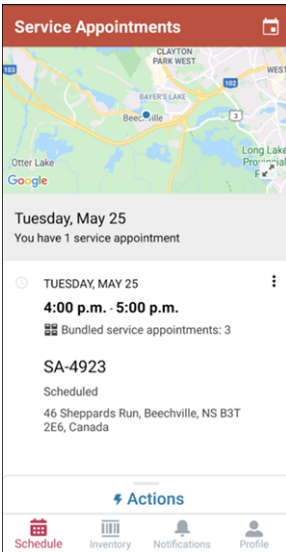 Service Appointments
CLAYTON
PARK WEST
103
102
WEST
BAYER'S LAKE
Beechville
3
Otter Lake
Long Lake
Provincial
Google
Tuesday, May 25
You have 1 service appointment
TUESDAY, MAY 25
4:00 p.m. - 5:00 p.m.
Bundled service appointments: 3
SA-4923
Scheduled
46 Sheppards Run, Beechville, NS B3T
2E6, Canada
Actions
Schedule Inventory Notifications Profile